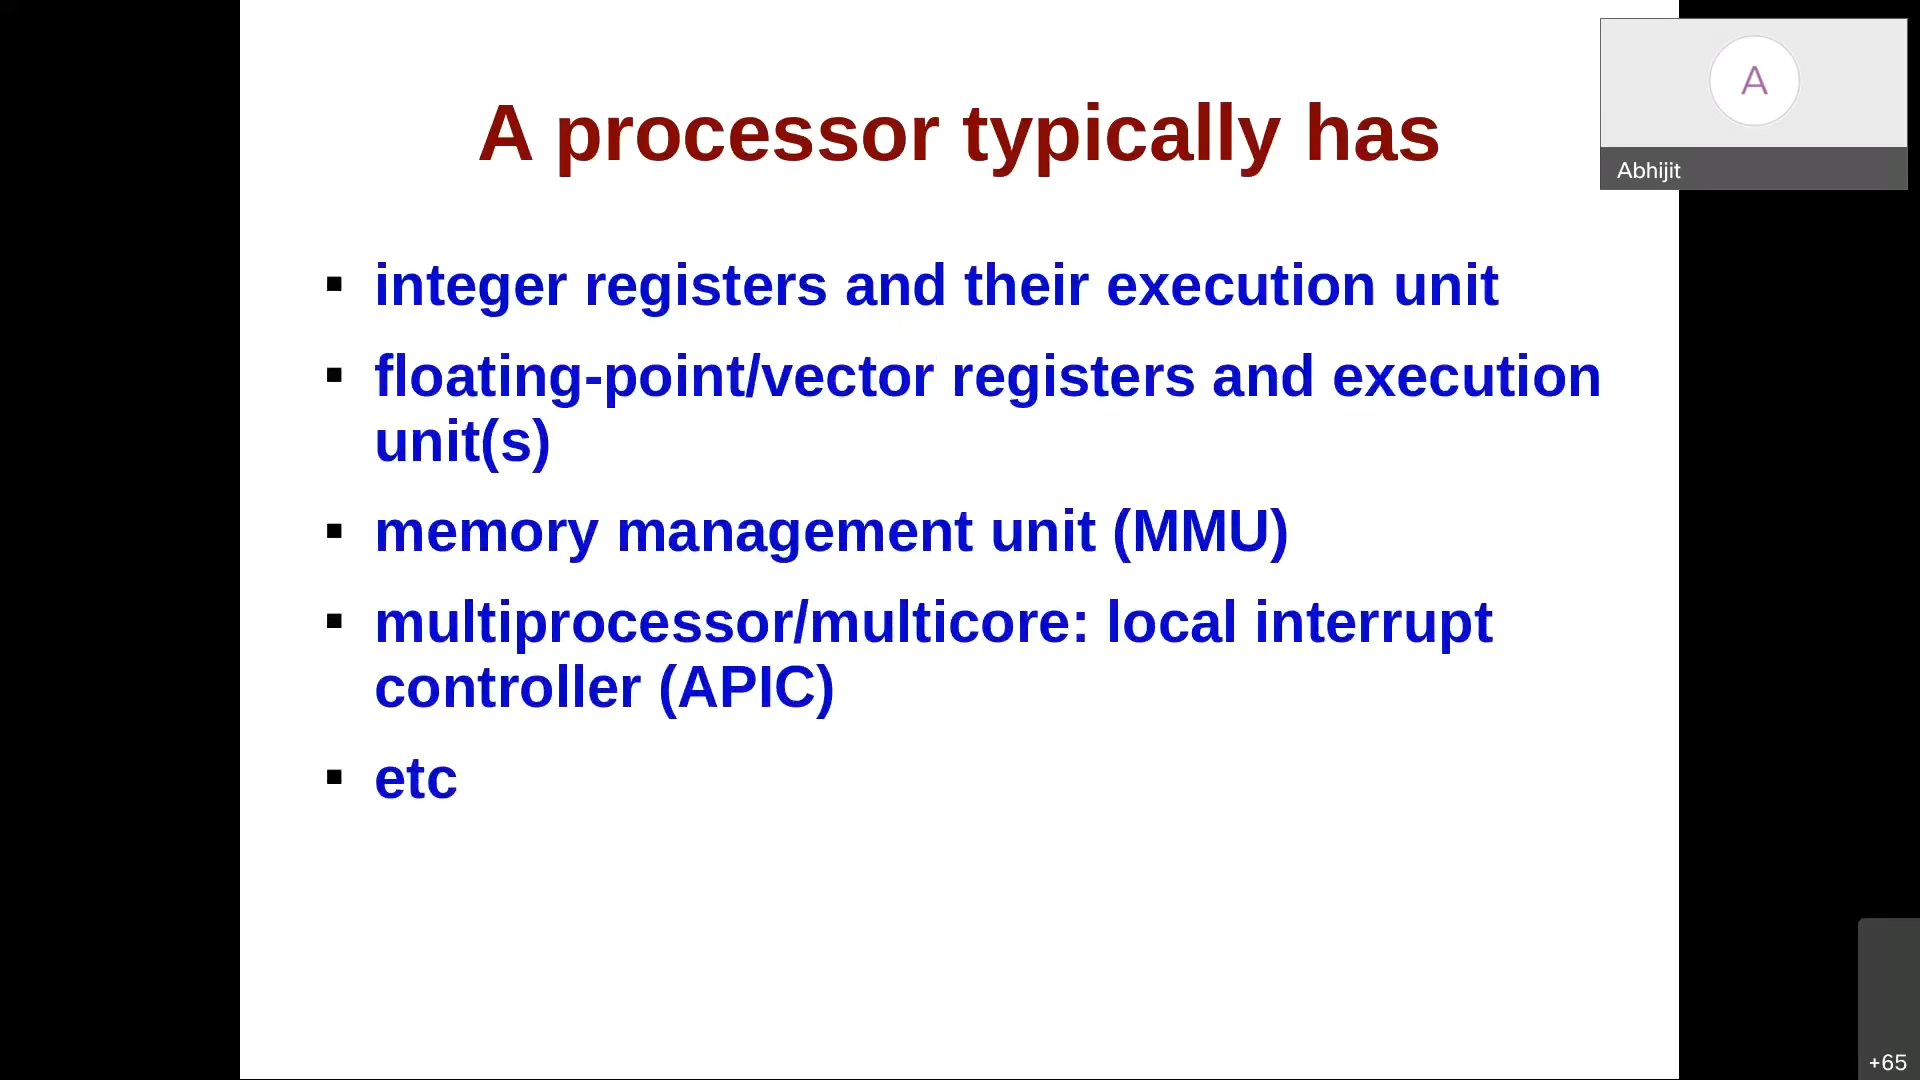 A processor typically has
A
Abhijit
▪ integer registers and their execution unit
▪ floating-point/vector registers and execution
unit(s)
▪ memory management unit (MMU)
▪ multiprocessor/multicore: local interrupt
controller (APIC)
▪ etc
+65